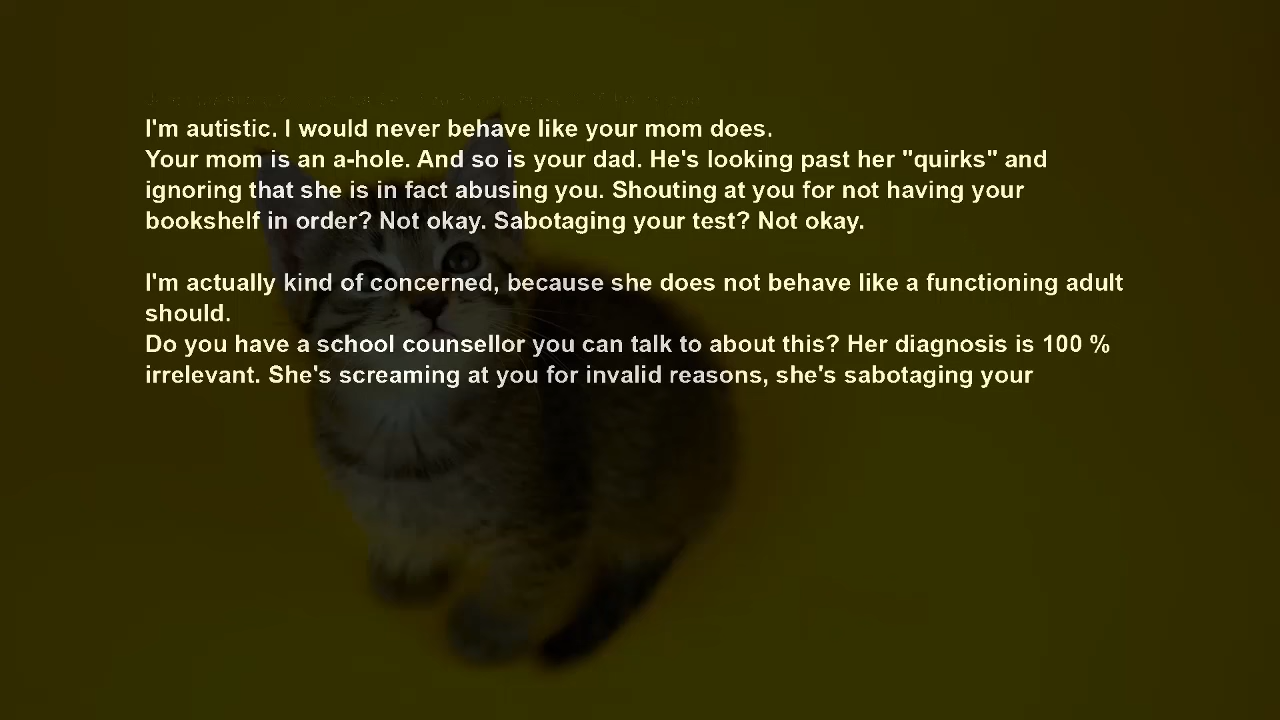 I'm autistic. I would never behave like your mom does.
Your mom is an a-hole. And so is your dad. He's looking past her "quirks" and
ignoring that she is in fact abusing you. Shouting at you for not having your
bookshelf in order? Not okay. Sabotaging your test? Not okay.
I'm actually kind of concerned, because she does not behave like a functioning adult
should.
Do you have a school counsellor you can talk to about this? Her diagnosis is 100 %
irrelevant. She's screaming at you for invalid reasons, she's sabotaging your